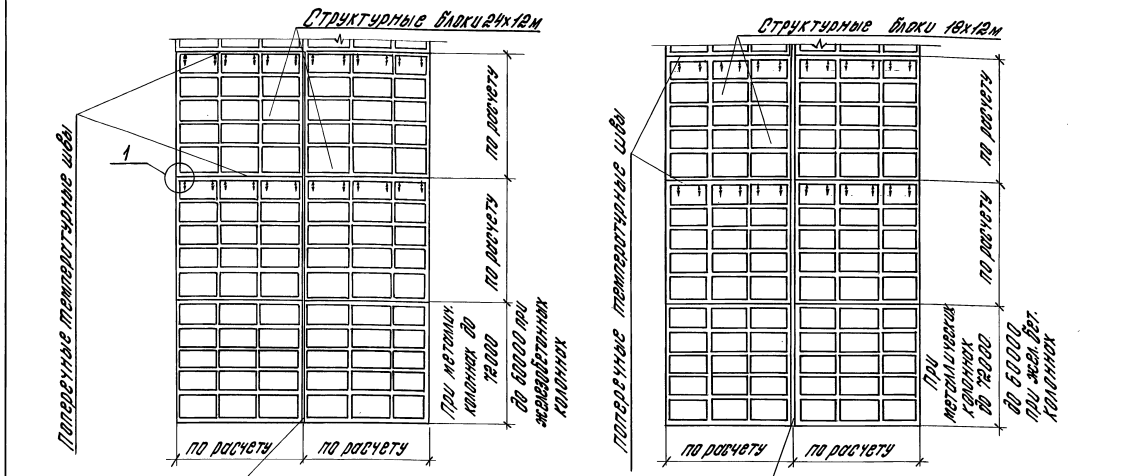 Структурные блоки 24х12м
Поперечные температурные швы
1
по расчету
по расчету
При металлич.
колоннах до
72000
до 60000 при
железобетонных
колоннах
по расчету
по расчету
Структурные блоки 18х12м
Поперечные температурные швы
по расчету
по расчету
При
металлических
колоннах
до 72000
до 60000
при жел. бет.
колоннах
по расчету
по расчету